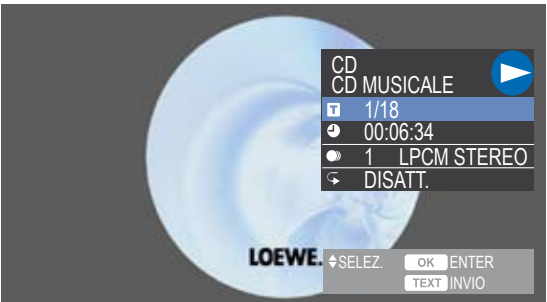 CD
CD MUSICALE
T 1/18
00:06:34
1 LPCM STEREO
DISATT.
LOEWE.
SELEZ. OK ENTER
TEXT INVIO